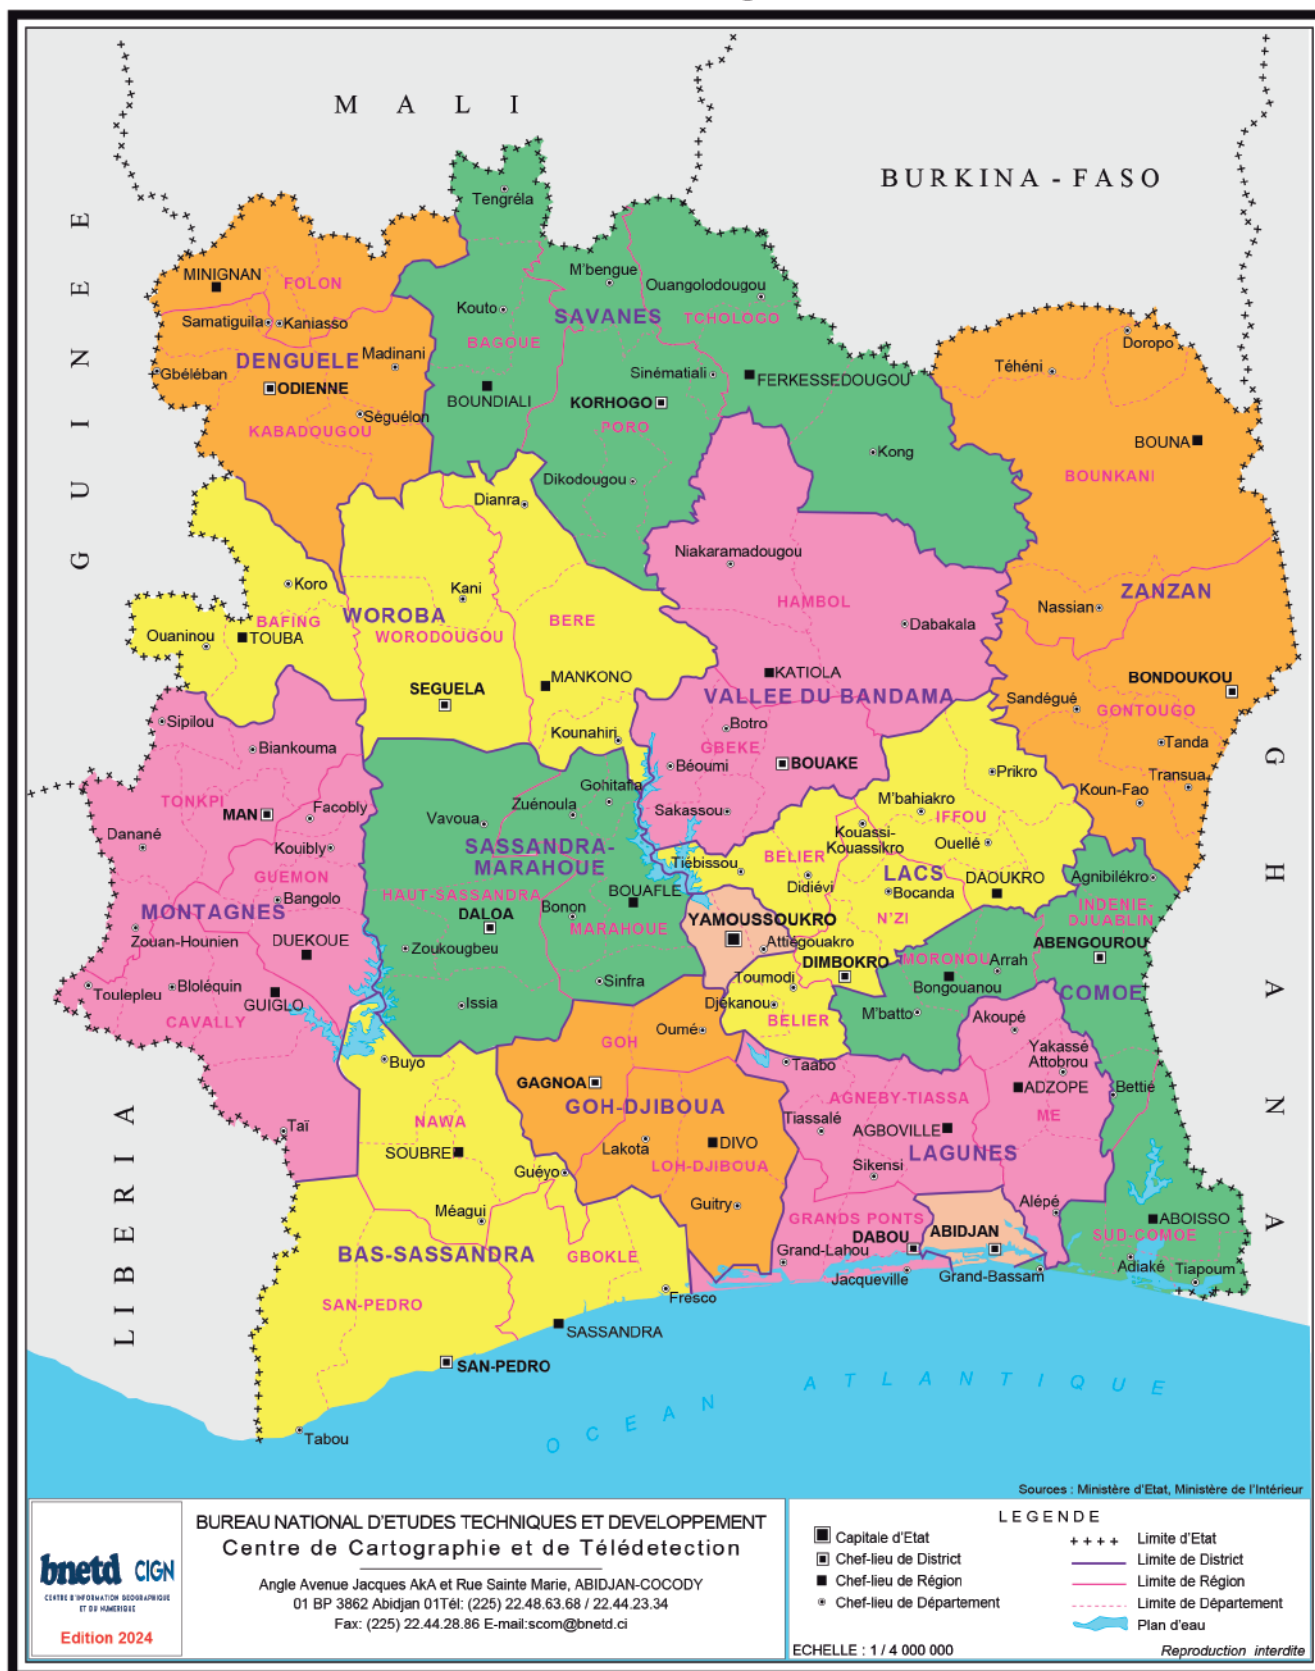 MALI
BURKINA - FASO
GUINEE
Tengréla
MINIGNAN
FOLON
M'bengue
Ouangolodougou
Samatiguila
Kaniasso
Kouto
SAVANES
TCHOLOGO
Doropo
DENGUELE
Madinani
BAGOUE
Téhéni
Gbéléban
ODIENNE
Sinématiali
FERKESSEDOUGOU
BOUNDIALI
KORHOGO
Séguélon
KABADOUGOU
PORO
BOUNA
Kong
BOUNKANI
Dikodougou
Dianra
Niakaramadougou
Koro
Kani
ZANZAN
HAMBOL
Nassian
BAFING
WOROBA
BERE
Dabakala
Ouaninou
TOUBA
WORODOUGOU
KATIOLA
MANKONO
BONDOUKOU
SEGUELA
VALLEE DU BANDAMA
Sandégué
GONTOUGO
Sipilou
Botro
Kounahiri
GBEKE
Tanda
Biankouma
BOUAKE
Béoumi
Prikro
Transua
Gohitafla
GHANA
TONKPI
Facobly
Zuénoula
M'bahiakro
Koun-Fao
MAN
Vavoua
Sakassou
IFFOU
Danané
Kouibly
Kouassi-
Kouassikro
Ouellé
SASSANDRA-
MARAHOUE
Tiébissou
BELIER
GUEMON
LACS
Agnibilékro
Didiévi
DAOUKRO
HAUT-SASSANDRA
BOUAFLE
Bocanda
Bangolo
MONTAGNES
DALOA
Bonon
YAMOUSSOUKRO
N'ZI
INDENIE-
DJUABLIN
MARAHOUE
Zouan-Hounien
DUEKOUE
Zoukougbeu
Attiégouakro
ABENGOUROU
DIMBOKRO
MORONOU
Arrah
Toulepleu
Bloléquin
Sinfra
Toumodi
Bongouanou
COMOE
GUIGLO
Issia
Djékanou
M'batto
CAVALLY
BELIER
Akoupé
Oumé
GOH
Yakassé
Attobrou
Buyo
Taabo
GAGNOA
ADZOPE
Bettié
AGNEBY-TIASSA
GOH-DJIBOUA
ME
LIBERIA
NAWA
Tiassalé
Taï
AGBOVILLE
Lakota
DIVO
SOUBRE
LAGUNES
LOH-DJIBOUA
Sikensi
Guéyo
Guitry
Alépé
Méagui
GRANDS PONTS
ABOISSO
DABOU
ABIDJAN
SUD-COMOE
BAS-SASSANDRA
GBOKLE
Grand-Lahou
Jacqueville
Grand-Bassam
Adiaké
Tiapoum
SAN-PEDRO
Fresco
SASSANDRA
SAN-PEDRO
Tabou
OCEAN ATLANTIQUE
Sources : Ministère d'Etat, Ministère de l'Intérieur
bnetd CIGN
CENTRE D'INFORMATION GEOGRAPHIQUE
ET DU NUMERIQUE
Edition 2024
BUREAU NATIONAL D'ETUDES TECHNIQUES ET DEVELOPPEMENT
Centre de Cartographie et de Télédetection
Angle Avenue Jacques AkA et Rue Sainte Marie, ABIDJAN-COCODY
01 BP 3862 Abidjan 01Tél: (225) 22.48.63.68 / 22.44.23.34
Fax: (225) 22.44.28.86 E-mail:scom@bnetd.ci
LEGENDE
Capitale d'Etat
Chef-lieu de District
Chef-lieu de Région
Chef-lieu de Département
Limite d'Etat
Limite de District
Limite de Région
Limite de Département
Plan d'eau
ECHELLE : 1 / 4 000 000
Reproduction interdite